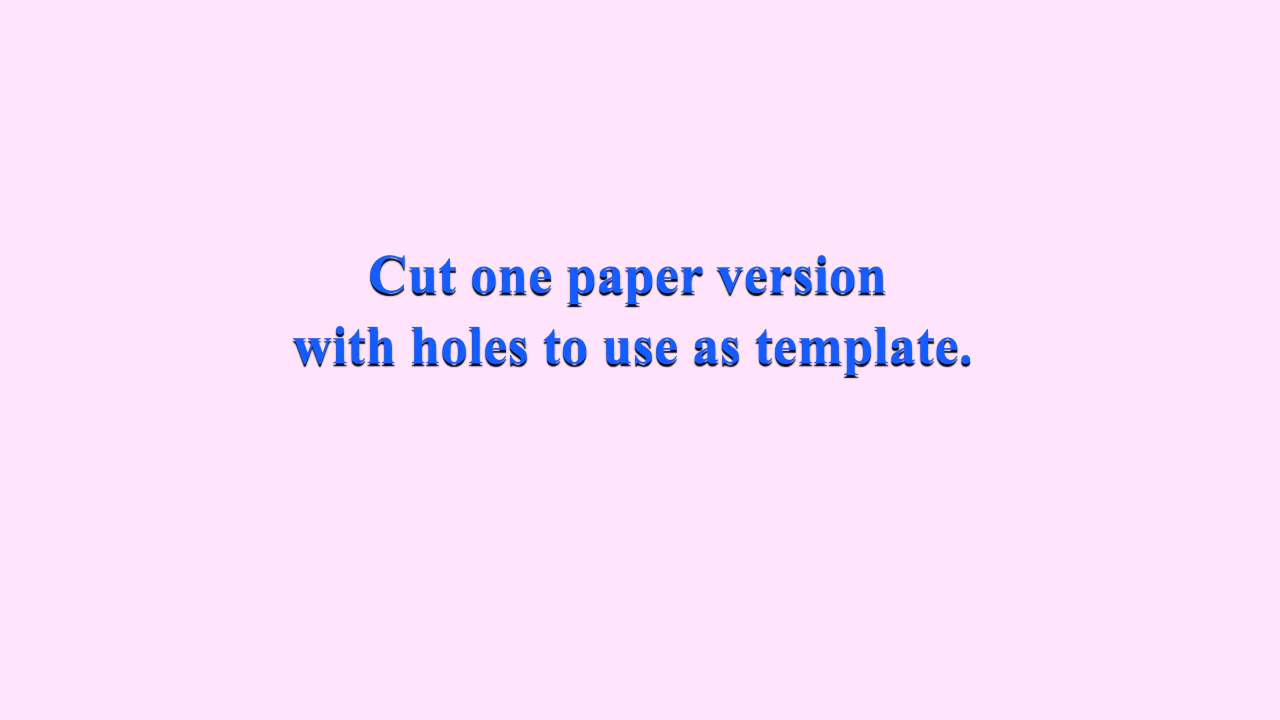 Cut one paper version
with holes to use as template.